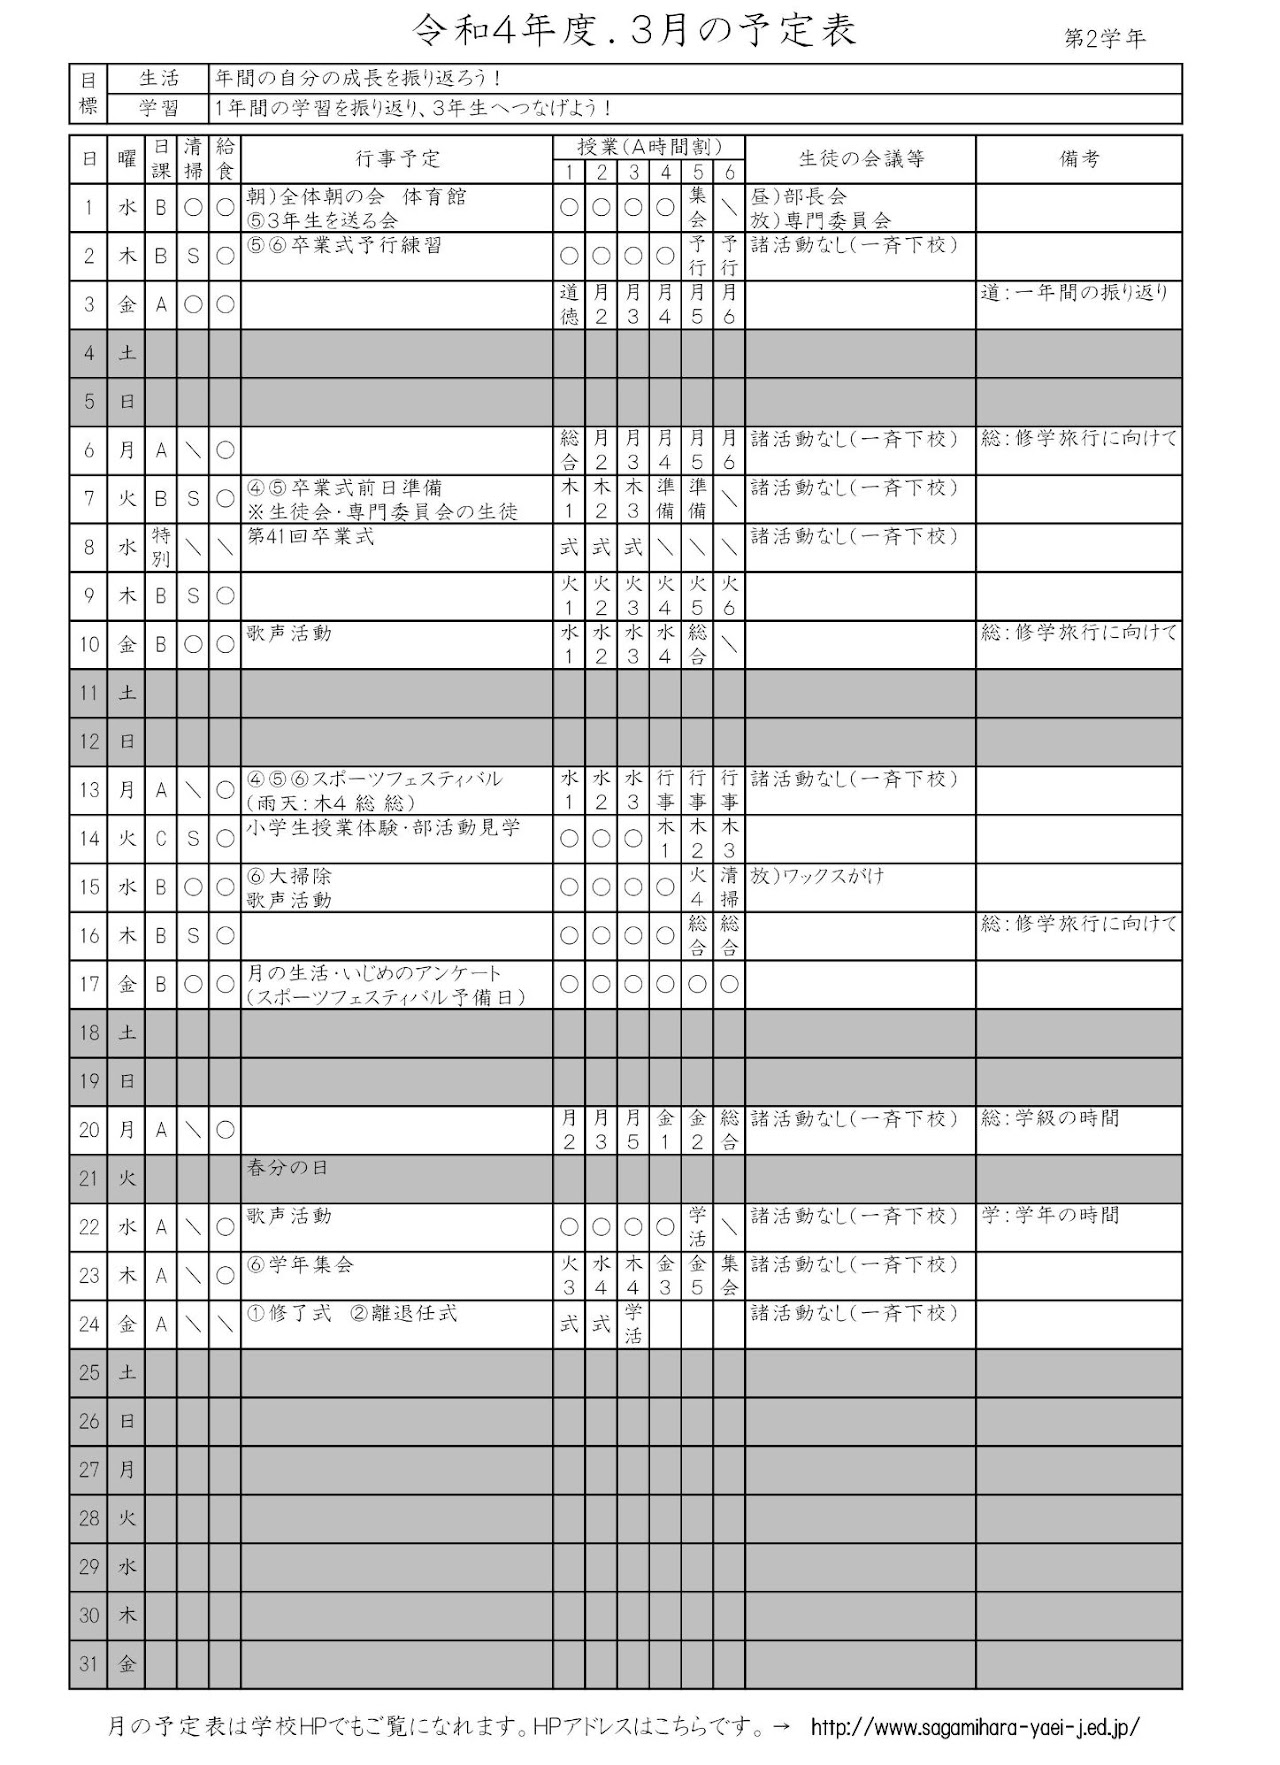 令和4年度．3月の予定表
第2学年
目標 生活 年間の自分の成長を振り返ろう！
学習 1年間の学習を振り返り、3年生へつなげよう！
日 曜 日課 清掃 給食 行事予定 授業(A時間割) 生徒の会議等 備考
1 2 3 4 5 6
1 水 B ○ ○ 朝)全体朝の会　体育館 ○ ○ ○ ○ 集会 ＼ 昼)部長会
⑤3年生を送る会 放)専門委員会
2 木 B S ○ ⑤⑥卒業式予行練習 ○ ○ ○ ○ 予行 予行 諸活動なし(一斉下校)
3 金 A ○ ○ 道徳 月2 月3 月4 月5 月6 道:一年間の振り返り
4 土
5 日
6 月 A ＼ ○ 総合 月2 月3 月4 月5 月6 諸活動なし(一斉下校) 総:修学旅行に向けて
7 火 B S ○ ④⑤卒業式前日準備 木1 木2 木3 準備 準備 ＼ 諸活動なし(一斉下校)
※生徒会･専門委員会の生徒
8 水 特別 ＼ ＼ 第41回卒業式 式 式 式 ＼ ＼ ＼ 諸活動なし(一斉下校)
9 木 B S ○ 火1 火2 火3 火4 火5 火6
10 金 B ○ ○ 歌声活動 水1 水2 水3 水4 総合 ＼ 総:修学旅行に向けて
11 土
12 日
13 月 A ＼ ○ ④⑤⑥スポーツフェスティバル 水1 水2 水3 行事 行事 行事 諸活動なし(一斉下校)
(雨天:木4 総 総)
14 火 C S ○ 小学生授業体験･部活動見学 ○ ○ ○ 木1 木2 木3
15 水 B ○ ○ ⑥大掃除 ○ ○ ○ ○ 火4 清掃 放)ワックスがけ
歌声活動
16 木 B S ○ ○ ○ ○ ○ 総合 総合 総:修学旅行に向けて
17 金 B ○ ○ 月の生活･いじめのアンケート ○ ○ ○ ○ ○ ○
(スポーツフェスティバル予備日)
18 土
19 日
20 月 A ＼ ○ 月2 月3 月5 金1 金2 総合 諸活動なし(一斉下校) 総:学級の時間
21 火 春分の日
22 水 A ＼ ○ 歌声活動 ○ ○ ○ ○ 学活 ＼ 諸活動なし(一斉下校) 学:学年の時間
23 木 A ＼ ○ ⑥学年集会 火3 水4 木4 金3 金5 集会 諸活動なし(一斉下校)
24 金 A ＼ ＼ ①修了式　②離退任式 式 式 学活 諸活動なし(一斉下校)
25 土
26 日
27 月
28 火
29 水
30 木
31 金
月の予定表は学校HPでもご覧になれます。HPアドレスはこちらです。→　http://www.sagamihara-yaei-j.ed.jp/